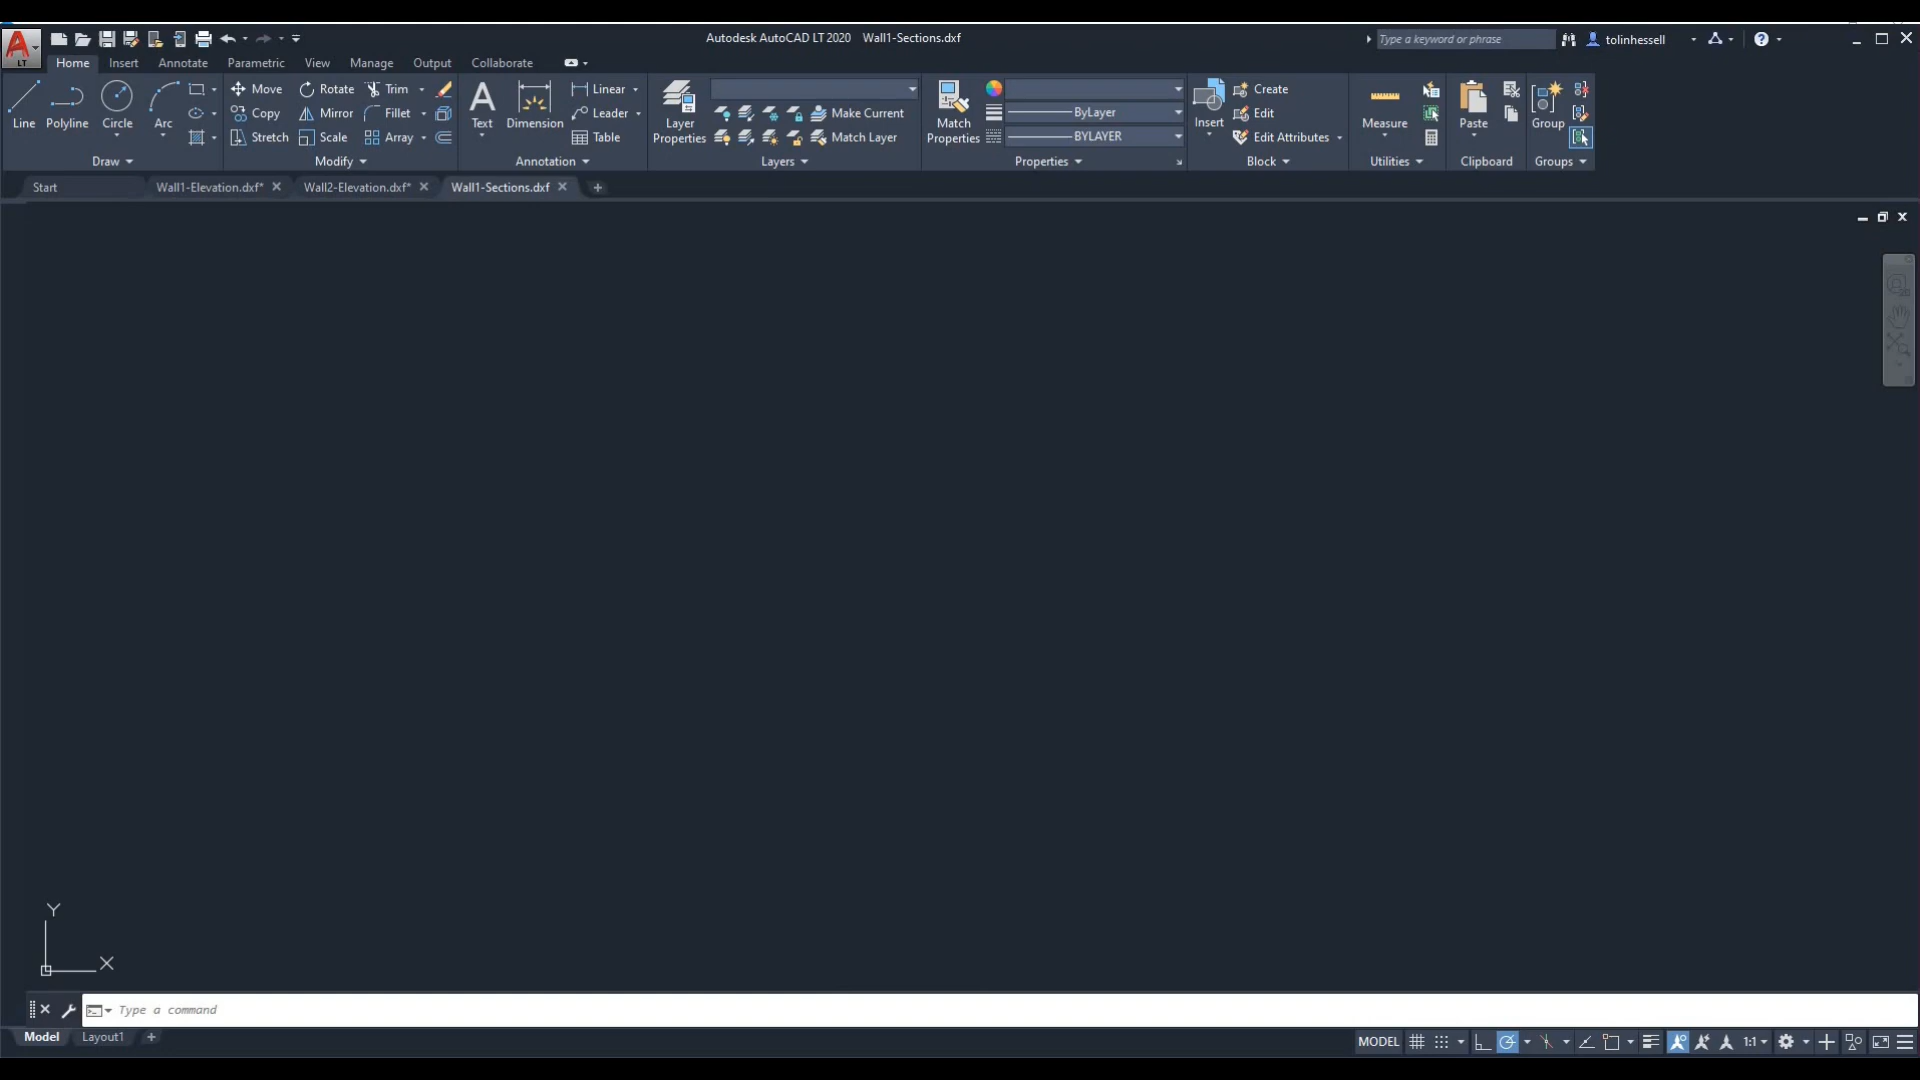 Autodesk AutoCAD LT 2020 Wall1-Sections.dxf
Type a keyword or phrase
tolinhessell
LT
Home Insert Annotate Parametric View Manage Output Collaborate
Line Polyline Circle Arc
Draw
Move Rotate Trim
Copy Mirror Fillet
Stretch Scale Array
Modify
Text Dimension
Linear
Leader
Table
Annotation
Layer
Properties
Make Current
Match Layer
Layers
Match
Properties
ByLayer
BYLAYER
Properties
Insert
Create
Edit
Edit Attributes
Block
Measure
Utilities
Paste
Clipboard
Group
Groups
Start Wall1-Elevation.dxf* Wall2-Elevation.dxf* Wall1-Sections.dxf
Y
X
Type a command
Model Layout1
MODEL 1:1